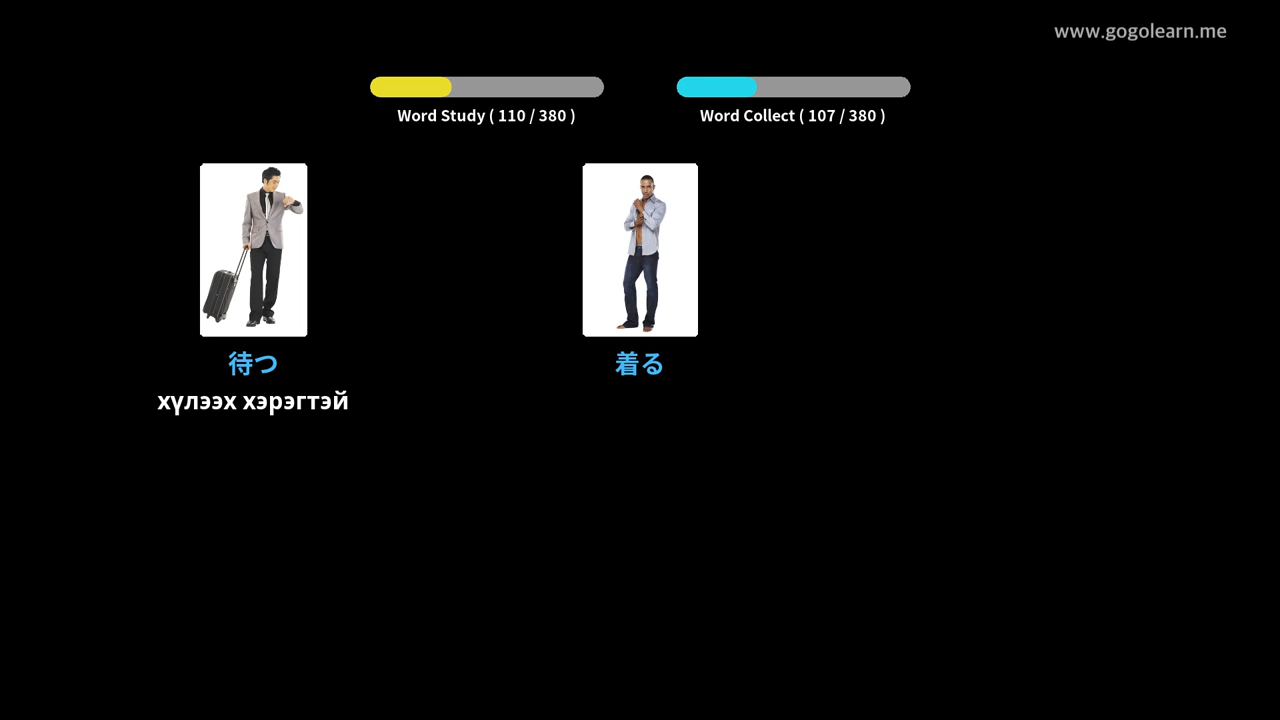 www.gogolearn.me
Word Study ( 110 / 380 )
Word Collect ( 107 / 380 )
待つ
着る
хүлээх хэрэгтэй